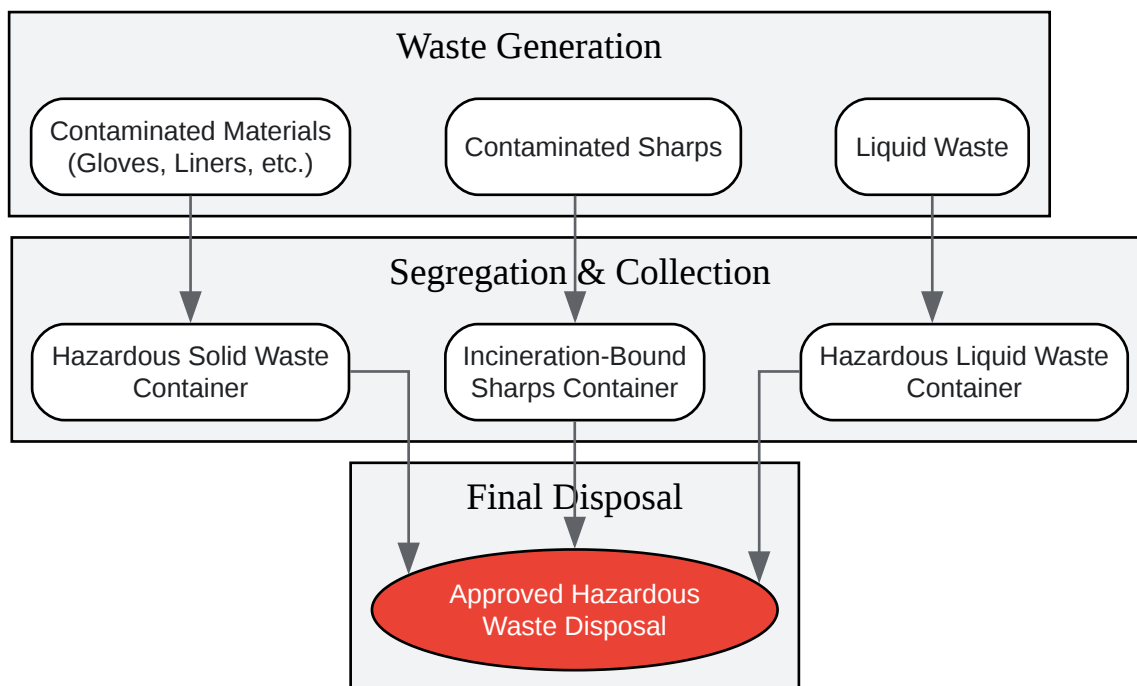 Waste Generation
Contaminated Materials
(Gloves, Liners, etc.)
Contaminated Sharps
Liquid Waste
Segregation & Collection
Hazardous Solid Waste
Container
Incineration-Bound
Sharps Container
Hazardous Liquid Waste
Container
Final Disposal
Approved Hazardous
Waste Disposal